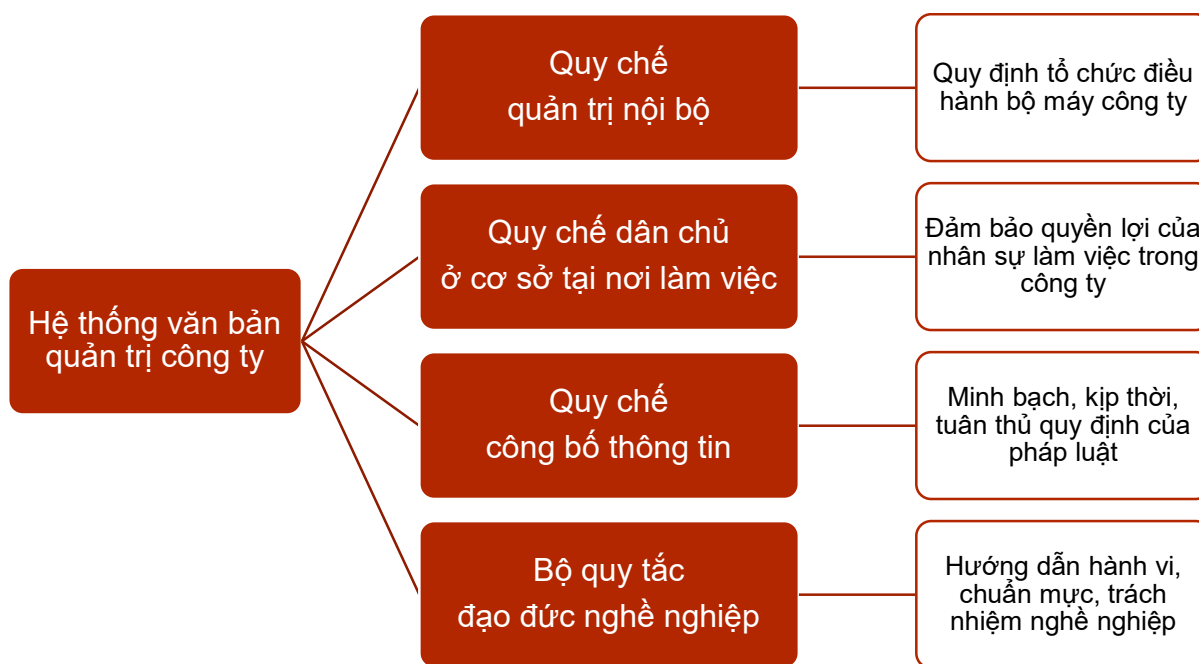 Quy chế
quản trị nội bộ
Quy định tổ chức điều
hành bộ máy công ty
Quy chế dân chủ
ở cơ sở tại nơi làm việc
Đảm bảo quyền lợi của
nhân sự làm việc trong
công ty
Hệ thống văn bản
quản trị công ty
Quy chế
công bố thông tin
Minh bạch, kịp thời,
tuân thủ quy định của
pháp luật
Bộ quy tắc
đạo đức nghề nghiệp
Hướng dẫn hành vi,
chuẩn mực, trách
nhiệm nghề nghiệp